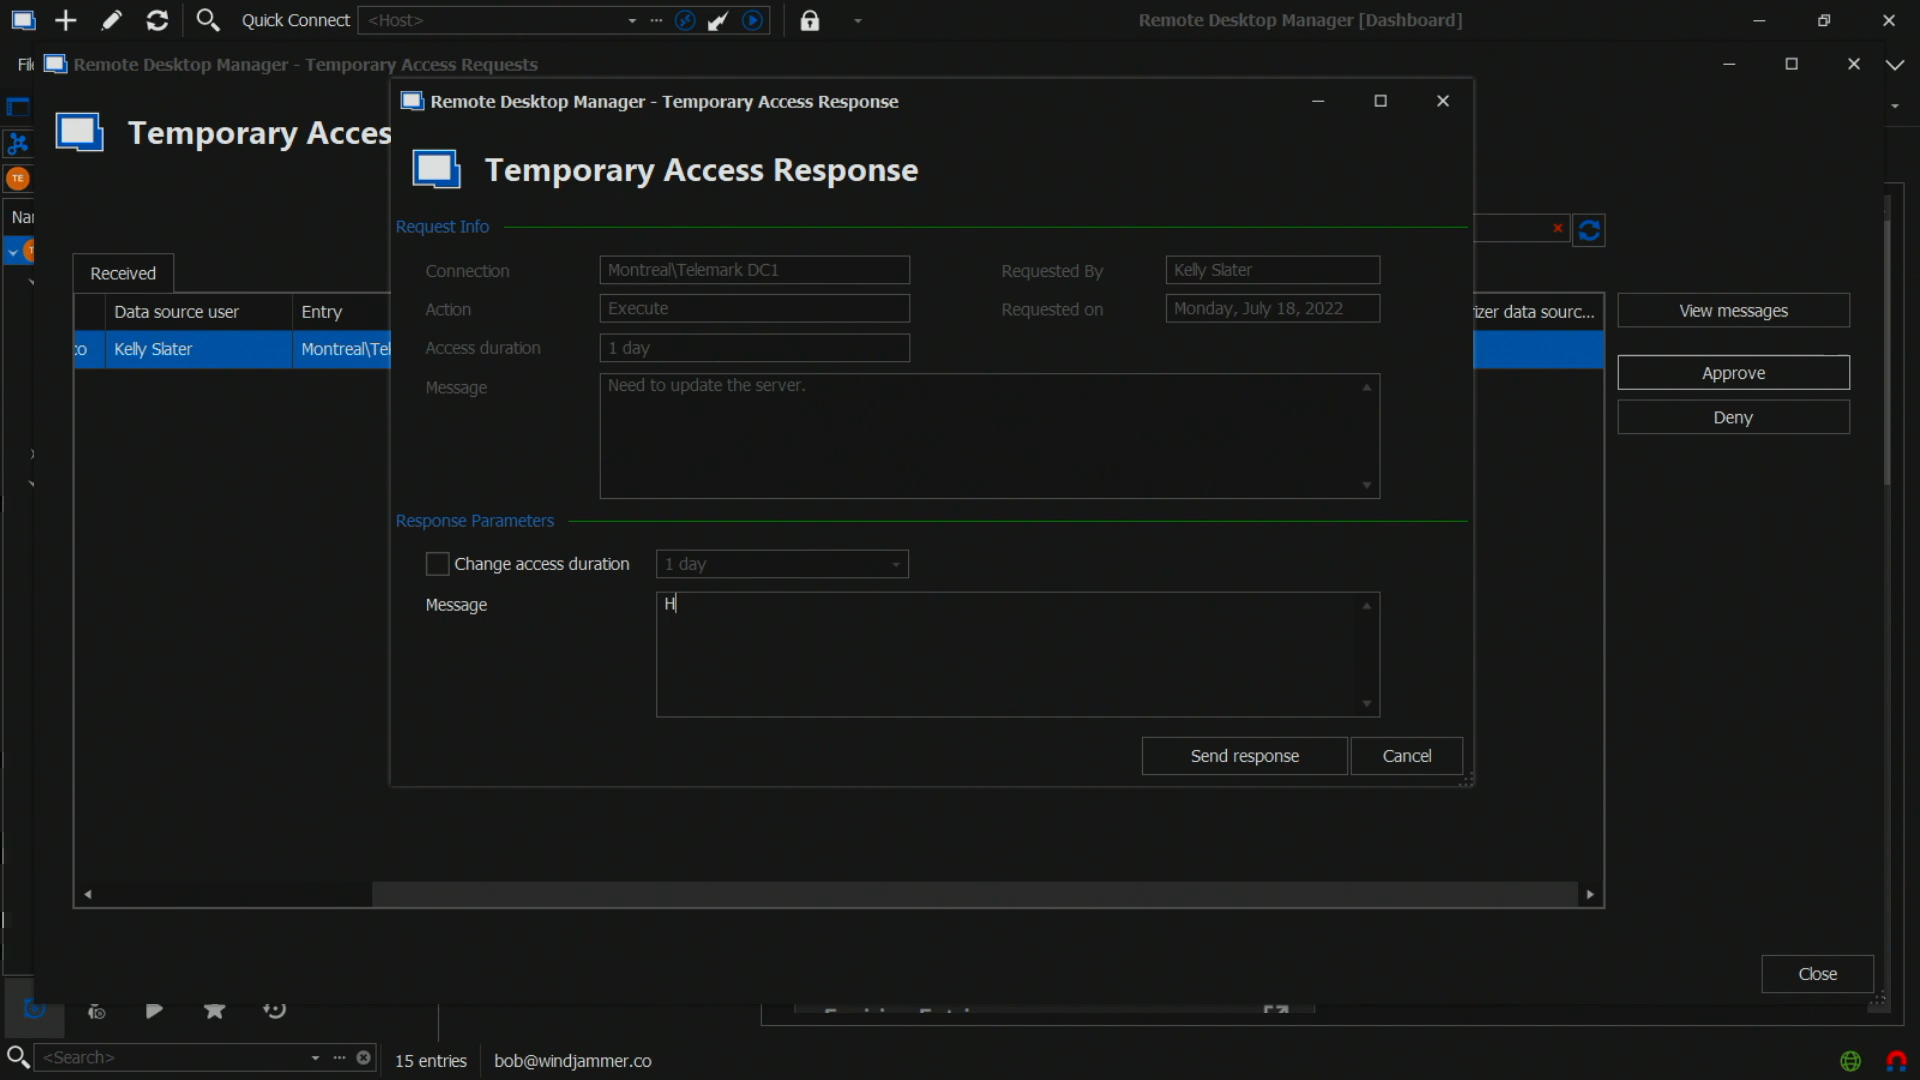 Quick Connect <Host> Remote Desktop Manager [Dashboard]
Remote Desktop Manager - Temporary Access Requests
Remote Desktop Manager - Temporary Access Response
Temporary Acces
Temporary Access Response
Request Info
Connection Montreal\Telemark DC1 Requested By Kelly Slater
Action Execute Requested on Monday, July 18, 2022
Access duration 1 day
Message Need to update the server.
Received
Data source user Entry izer data sourc...
co Kelly Slater Montreal\Tel
View messages
Approve
Deny
Response Parameters
Change access duration 1 day
Message H
Send response Cancel
Close
<Search> 15 entries bob@windjammer.co
TE
Nar